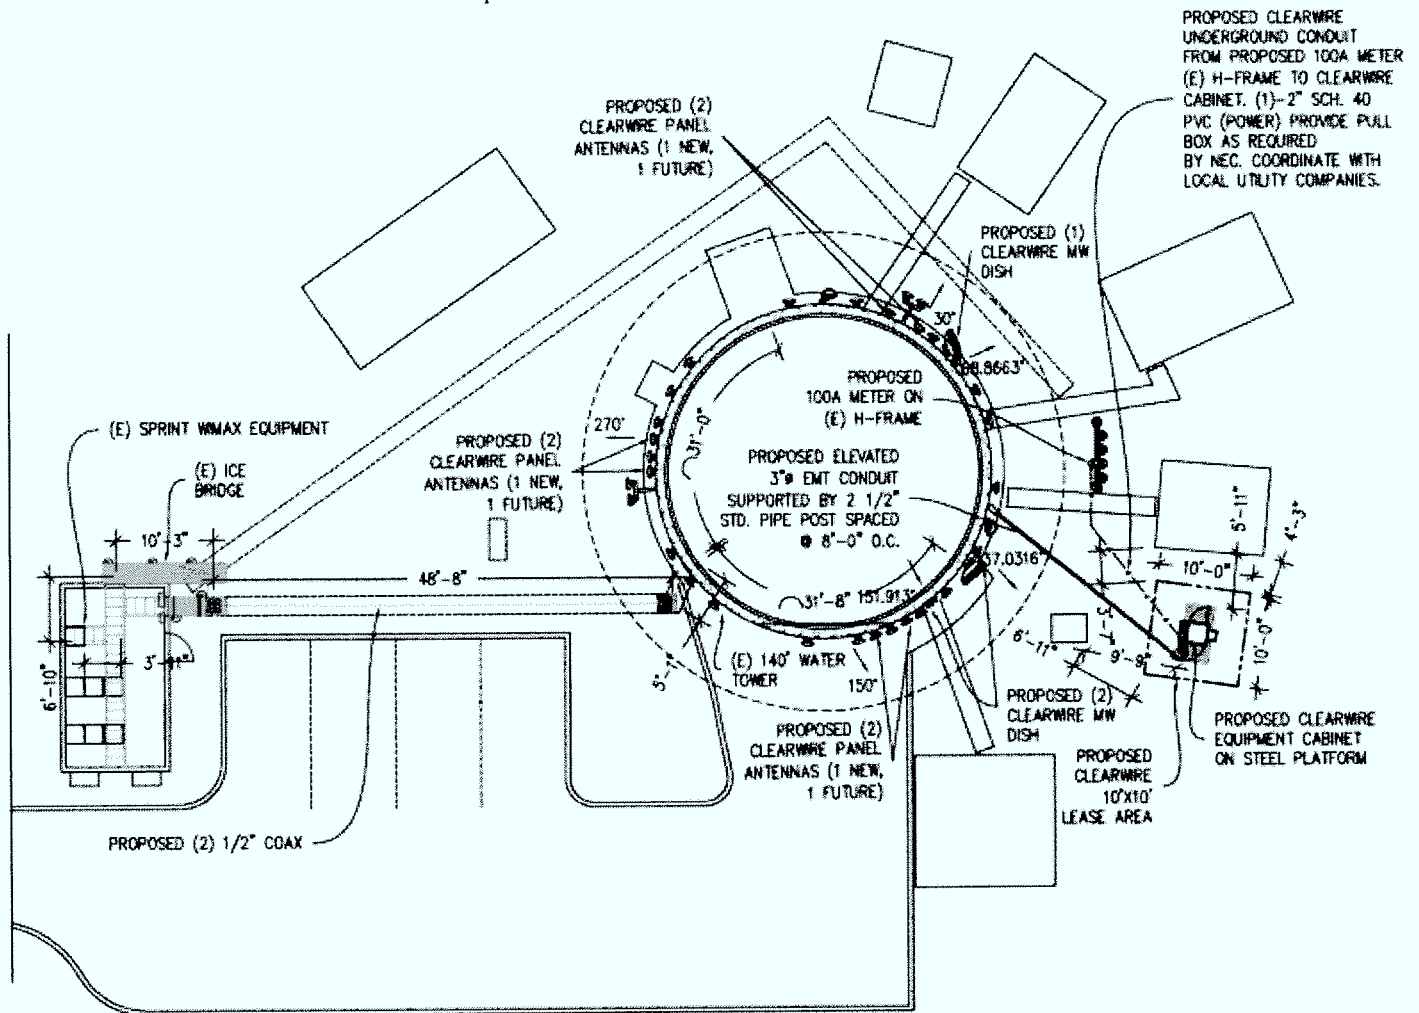 PROPOSED CLEARWIRE
UNDERGROUND CONDUIT
FROM PROPOSED 100A METER
(E) H-FRAME TO CLEARWIRE
CABINET. (1)-2" SCH. 40
PVC (POWER) PROVIDE PULL
BOX AS REQUIRED
BY NEC. COORDINATE WITH
LOCAL UTILITY COMPANIES.
PROPOSED (2)
CLEARWIRE PANEL
ANTENNAS (1 NEW,
1 FUTURE)
PROPOSED (1)
CLEARWIRE MW
DISH
30°
PROPOSED
100A METER ON
(E) H-FRAME
270°
31'-0"
(E) SPRINT WIMAX EQUIPMENT
(E) ICE
BRIDGE
PROPOSED (2)
CLEARWIRE PANEL
ANTENNAS (1 NEW,
1 FUTURE)
PROPOSED ELEVATED
3"ø EMT CONDUIT
SUPPORTED BY 2 1/2"
STD. PIPE POST SPACED
@ 8'-0" O.C.
10'-3"
48'-8"
5'-11"
4'-3"
10'-0"
10'-0"
31'-8"
151.913°
6'-11"
9'-9"
6'-10"
5'-1"
(E) 140' WATER
TOWER
150°
PROPOSED (2)
CLEARWIRE MW
DISH
PROPOSED (2)
CLEARWIRE PANEL
ANTENNAS (1 NEW,
1 FUTURE)
PROPOSED CLEARWIRE
EQUIPMENT CABINET
ON STEEL PLATFORM
PROPOSED
CLEARWIRE
10'X10'
LEASE AREA
PROPOSED (2) 1/2" COAX